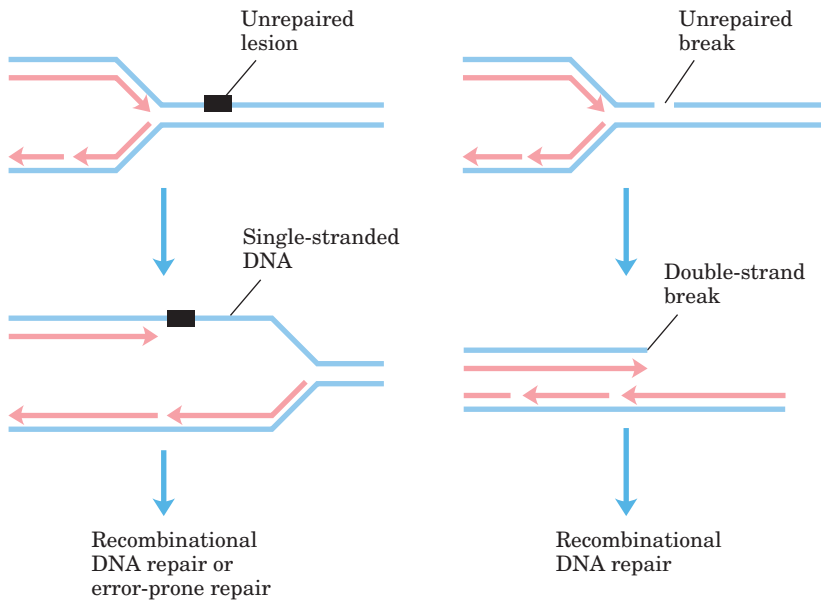 Unrepaired
lesion
Unrepaired
break
Single-stranded
DNA
Double-strand
break
Recombinational
DNA repair or
error-prone repair
Recombinational
DNA repair